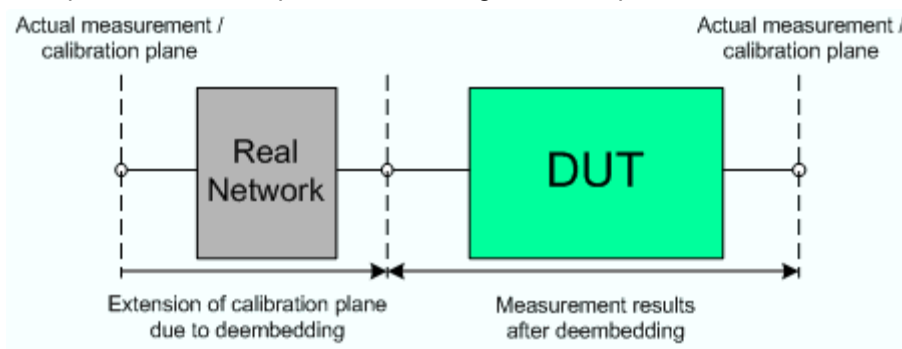 Actual measurement /
calibration plane
Actual measurement /
calibration plane
Real
Network
DUT
Extension of calibration plane
due to deembedding
Measurement results
after deembedding